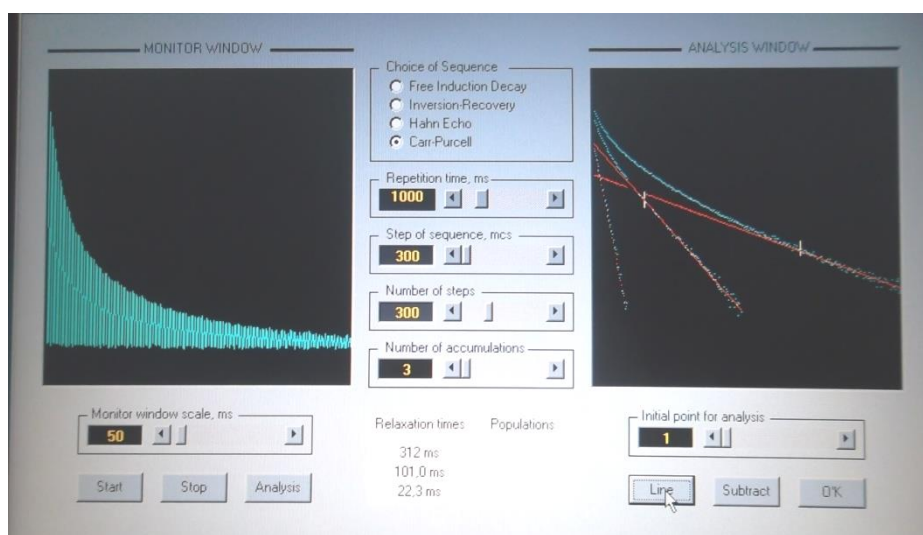 MONITOR WINDOW
Choice of Sequence
Free Induction Decay
Inversion-Recovery
Hahn Echo
Carr-Purcell
Repetition time, ms
1000
Step of sequence, mcs
300
Number of steps
300
Number of accumulations
3
ANALYSIS WINDOW
Monitor window scale, ms
50
Start Stop Analysis
Relaxation times Populations
312 ms
101,0 ms
22,3 ms
Initial point for analysis
1
Line Subtract O'K